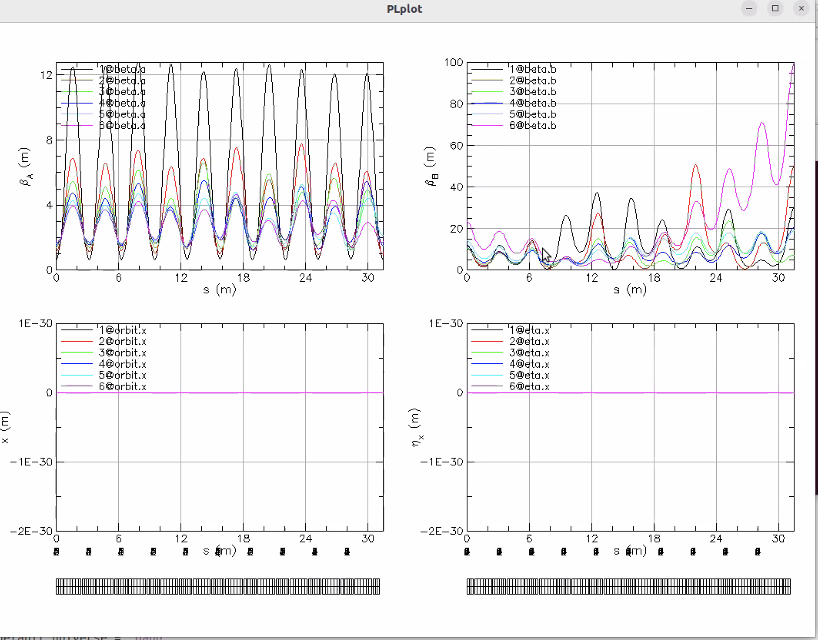 PLplot
12
8
4
0
β_A (m)
1@beta.a
2@beta.a
3@beta.a
4@beta.a
5@beta.a
6@beta.a
0 6 12 18 24 30
s (m)
100
80
60
40
20
0
β_B (m)
1@beta.b
2@beta.b
3@beta.b
4@beta.b
5@beta.b
6@beta.b
0 6 12 18 24 30
s (m)
1E-30
0
-1E-30
-2E-30
x (m)
1@orbit.x
2@orbit.x
3@orbit.x
4@orbit.x
5@orbit.x
6@orbit.x
0 6 12 18 24 30
s (m)
1E-30
0
-1E-30
-2E-30
η_x (m)
1@eta.x
2@eta.x
3@eta.x
4@eta.x
5@eta.x
6@eta.x
0 6 12 18 24 30
s (m)